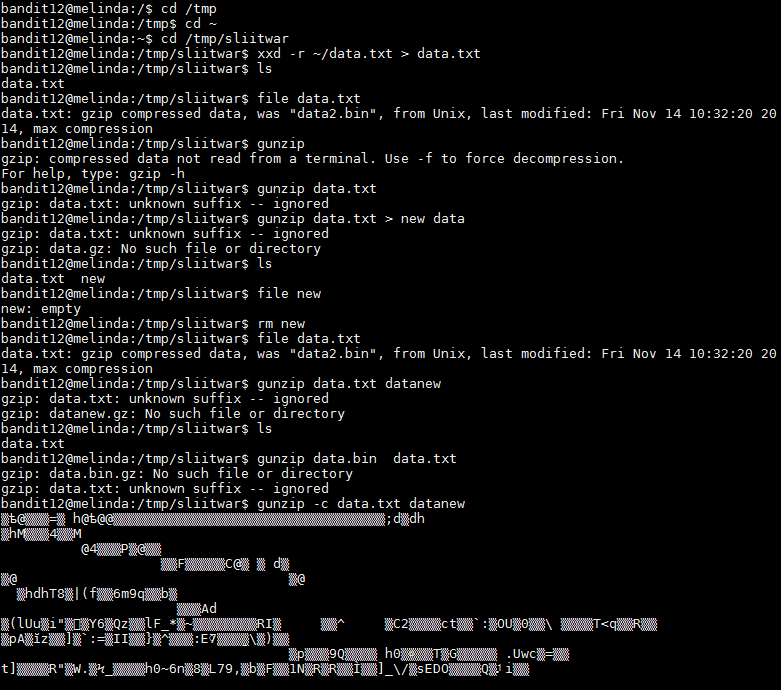 bandit12@melinda:/$ cd /tmp
bandit12@melinda:/tmp$ cd ~
bandit12@melinda:~$ cd /tmp/sliitwar
bandit12@melinda:/tmp/sliitwar$ xxd -r ~/data.txt > data.txt
bandit12@melinda:/tmp/sliitwar$ ls
data.txt
bandit12@melinda:/tmp/sliitwar$ file data.txt
data.txt: gzip compressed data, was "data2.bin", from Unix, last modified: Fri Nov 14 10:32:20 20
14, max compression
bandit12@melinda:/tmp/sliitwar$ gunzip
gzip: compressed data not read from a terminal. Use -f to force decompression.
For help, type: gzip -h
bandit12@melinda:/tmp/sliitwar$ gunzip data.txt
gzip: data.txt: unknown suffix -- ignored
bandit12@melinda:/tmp/sliitwar$ gunzip data.txt > new data
gzip: data.txt: unknown suffix -- ignored
gzip: data.gz: No such file or directory
bandit12@melinda:/tmp/sliitwar$ ls
data.txt  new
bandit12@melinda:/tmp/sliitwar$ file new
new: empty
bandit12@melinda:/tmp/sliitwar$ rm new
bandit12@melinda:/tmp/sliitwar$ file data.txt
data.txt: gzip compressed data, was "data2.bin", from Unix, last modified: Fri Nov 14 10:32:20 20
14, max compression
bandit12@melinda:/tmp/sliitwar$ gunzip data.txt datanew
gzip: data.txt: unknown suffix -- ignored
gzip: datanew.gz: No such file or directory
bandit12@melinda:/tmp/sliitwar$ ls
data.txt
bandit12@melinda:/tmp/sliitwar$ gunzip data.bin  data.txt
gzip: data.bin.gz: No such file or directory
gzip: data.txt: unknown suffix -- ignored
bandit12@melinda:/tmp/sliitwar$ gunzip -c data.txt datanew